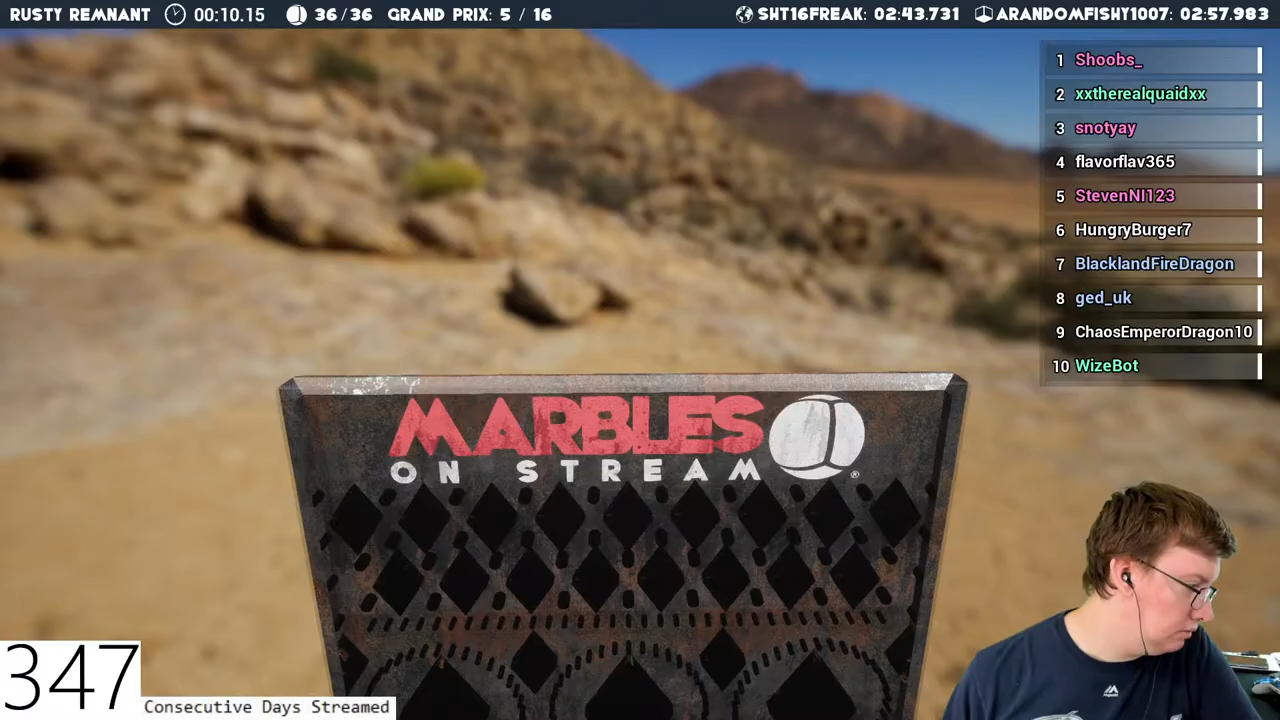 RUSTY REMNANT 00:10.15 36/36 GRAND PRIX: 5 / 16 SHT16FREAK: 02:43.731 ARANDOMFISHY1007: 02:57.983
1 Shoobs_
2 xxtherealquaidxx
3 snotyay
4 flavorflav365
5 StevenNI123
6 HungryBurger7
7 BlacklandFireDragon
8 ged_uk
9 ChaosEmperorDragon10
10 WizeBot
MARBLES
ON STREAM ®
347 Consecutive Days Streamed